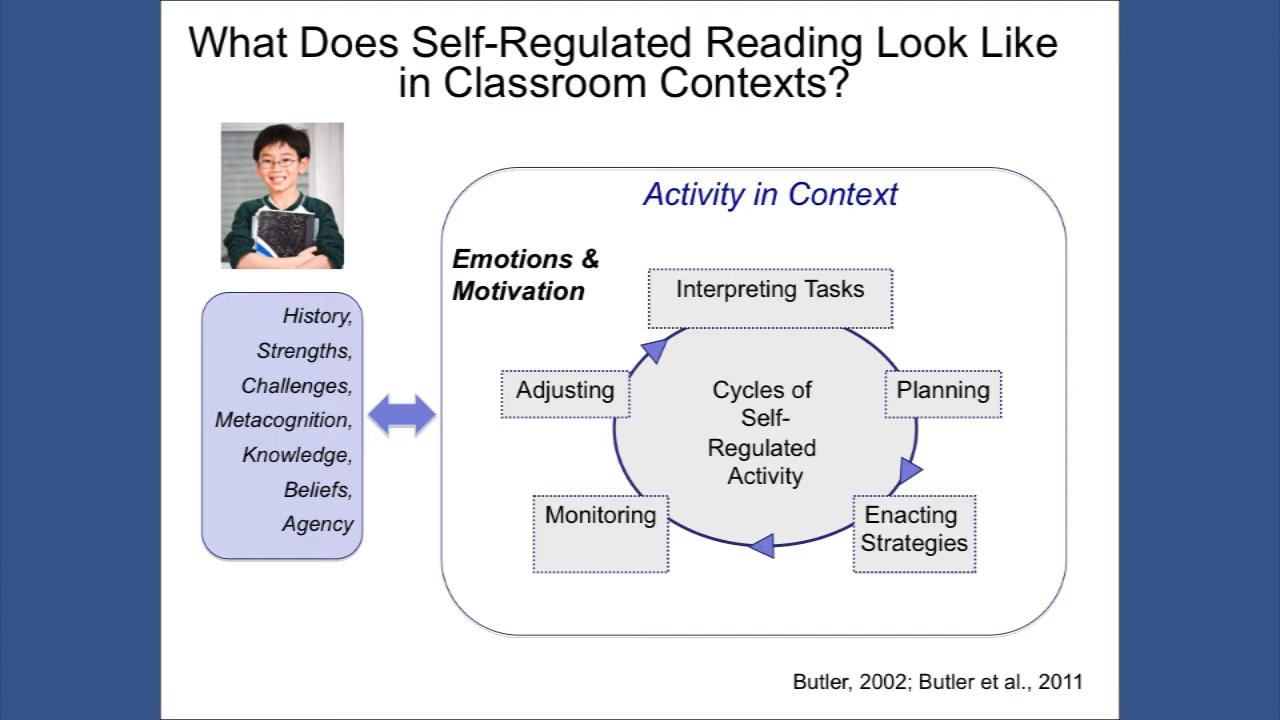 What Does Self-Regulated Reading Look Like
in Classroom Contexts?
Activity in Context
Emotions &
Motivation
Interpreting Tasks
History,
Strengths,
Challenges,
Metacognition,
Knowledge,
Beliefs,
Agency
Adjusting
Cycles of
Self-
Regulated
Activity
Planning
Monitoring
Enacting
Strategies
Butler, 2002; Butler et al., 2011